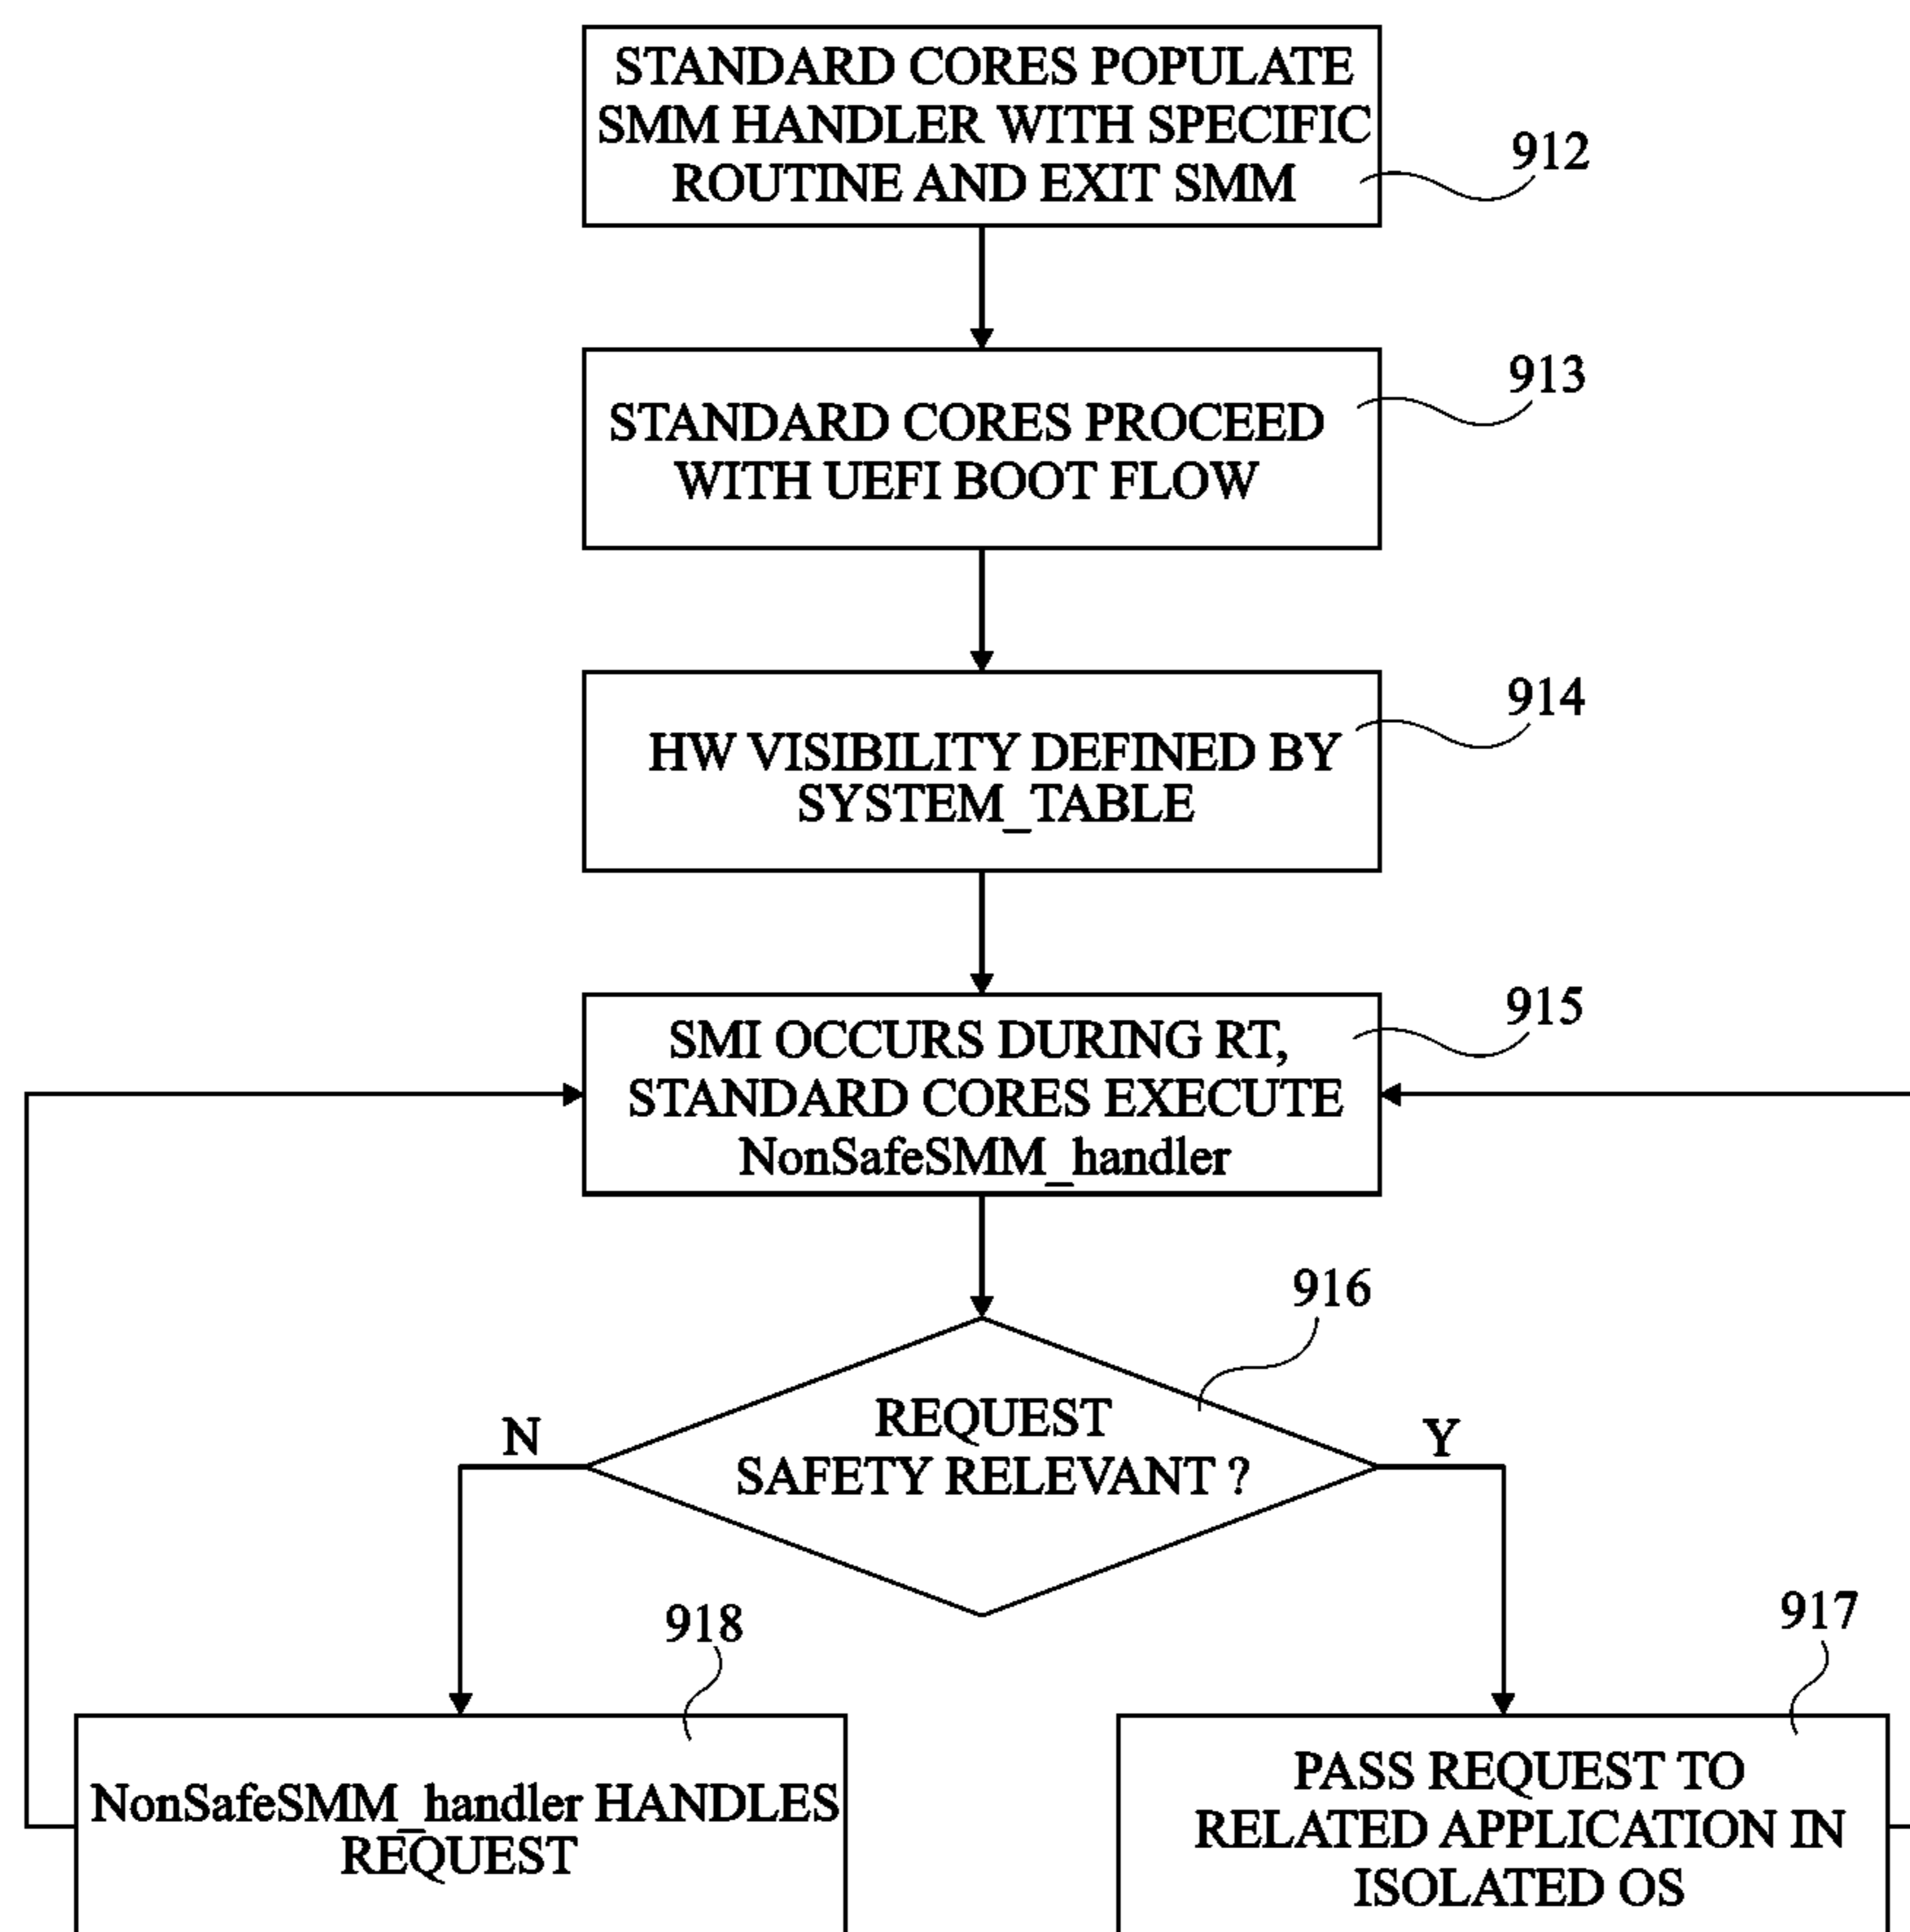 STANDARD CORES POPULATE
SMM HANDLER WITH SPECIFIC
ROUTINE AND EXIT SMM
912
STANDARD CORES PROCEED
WITH UEFI BOOT FLOW
913
HW VISIBILITY DEFINED BY
SYSTEM_TABLE
914
SMI OCCURS DURING RT,
STANDARD CORES EXECUTE
NonSafeSMM_handler
915
REQUEST
SAFETY RELEVANT ?
916
N
Y
918
NonSafeSMM_handler HANDLES
REQUEST
917
PASS REQUEST TO
RELATED APPLICATION IN
ISOLATED OS